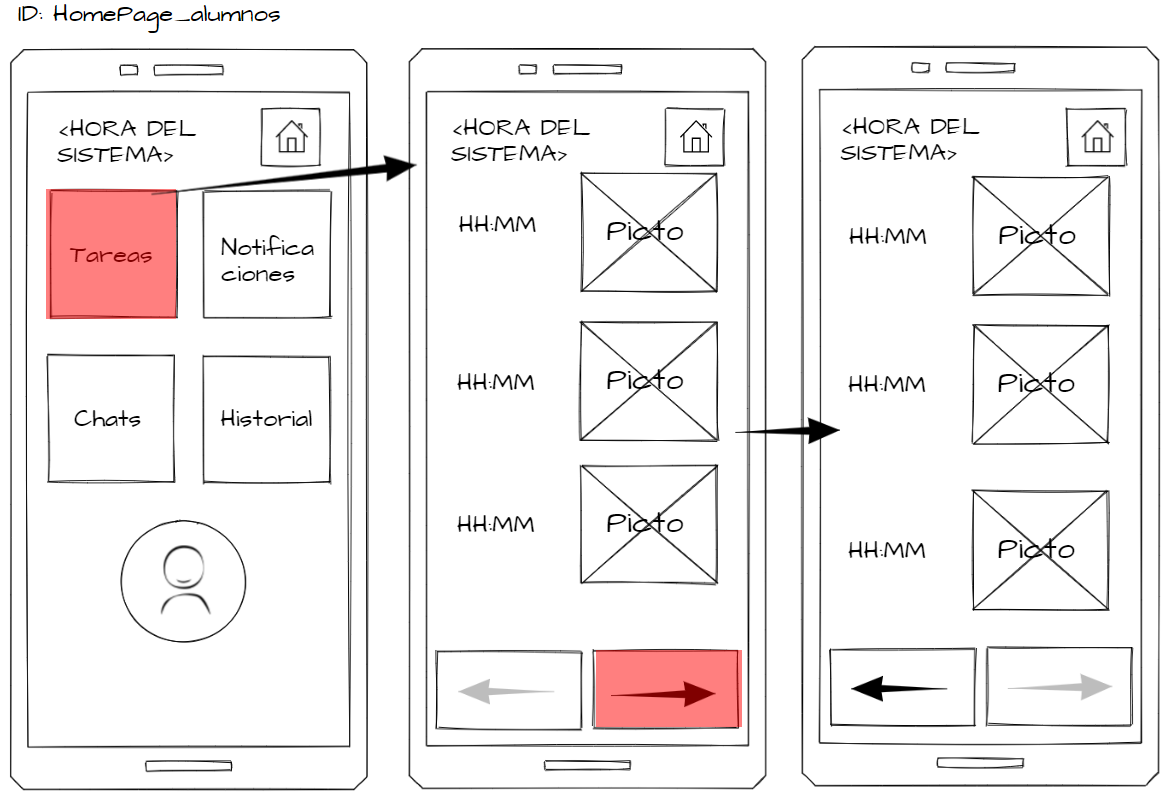 ID: HomePage_alumnos
<HORA DEL
SISTEMA>
Tareas
Notifica
ciones
Chats
Historial
<HORA DEL
SISTEMA>
HH:MM
Picto
HH:MM
Picto
HH:MM
Picto
<HORA DEL
SISTEMA>
HH:MM
Picto
HH:MM
Picto
HH:MM
Picto